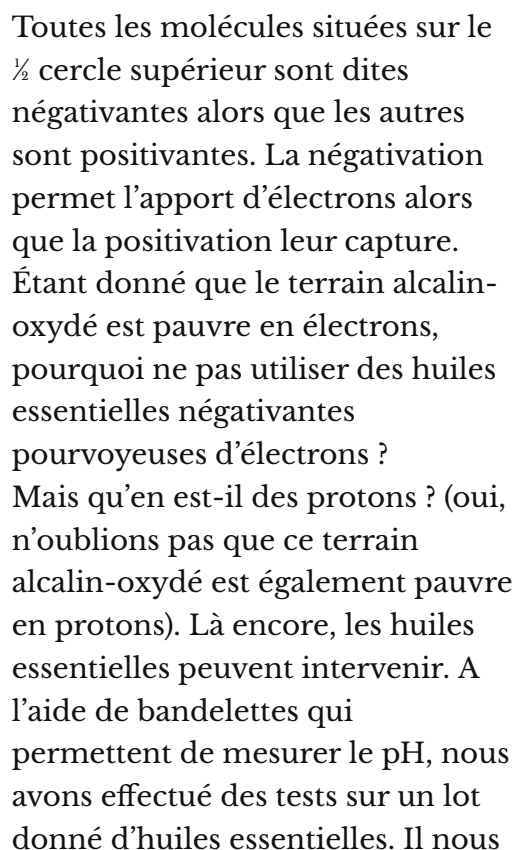 Toutes les molécules situées sur le
½ cercle supérieur sont dites
négativantes alors que les autres
sont positivantes. La négativation
permet l’apport d’électrons alors
que la positivation leur capture.
Étant donné que le terrain alcalin-
oxydé est pauvre en électrons,
pourquoi ne pas utiliser des huiles
essentielles négativantes
pourvoyeuses d’électrons ?
Mais qu’en est-il des protons ? (oui,
n’oublions pas que ce terrain
alcalin-oxydé est également pauvre
en protons). Là encore, les huiles
essentielles peuvent intervenir. A
l’aide de bandelettes qui
permettent de mesurer le pH, nous
avons effectué des tests sur un lot
donné d’huiles essentielles. Il nous